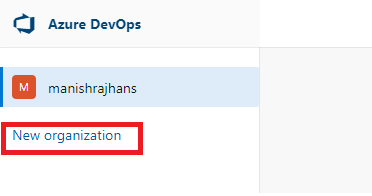 Azure DevOps
M manishrajhans
New organization